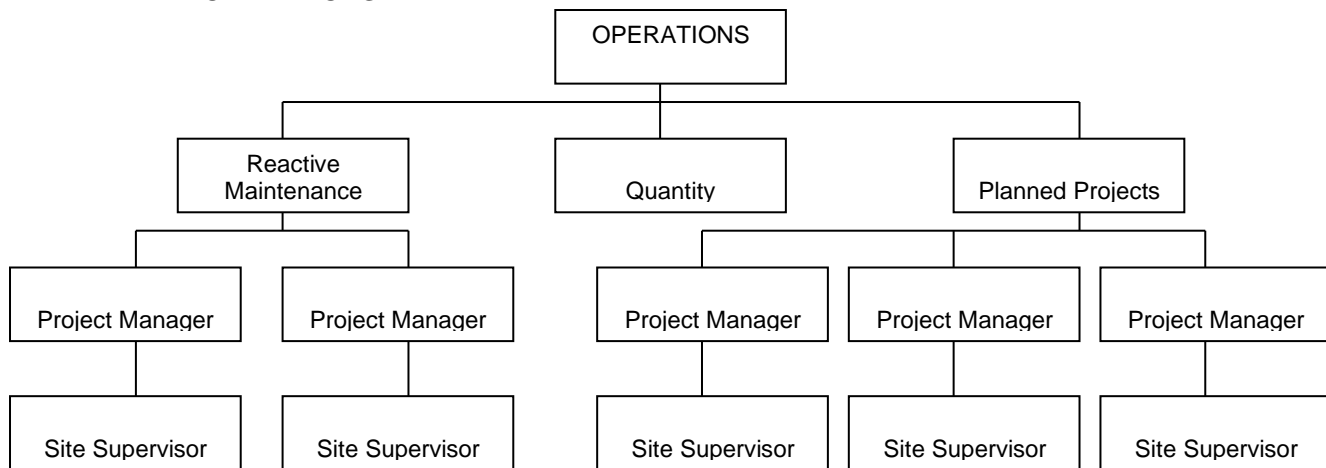 OPERATIONS
Reactive
Maintenance
Quantity
Planned Projects
Project Manager
Project Manager
Project Manager
Project Manager
Project Manager
Site Supervisor
Site Supervisor
Site Supervisor
Site Supervisor
Site Supervisor